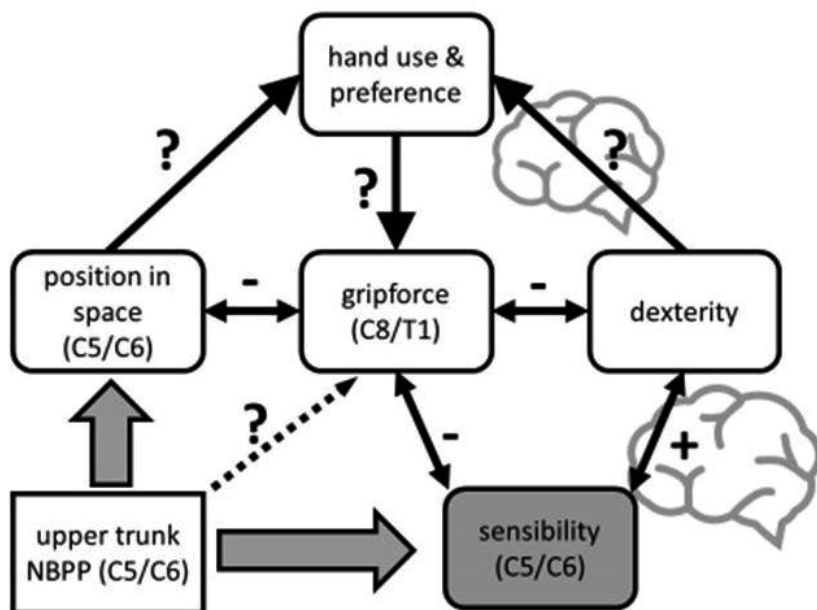 hand use &
preference
?
?
?
position in
space
(C5/C6)
-
gripforce
(C8/T1)
-
dexterity
?
-
+
upper trunk
NBPP (C5/C6)
sensibility
(C5/C6)